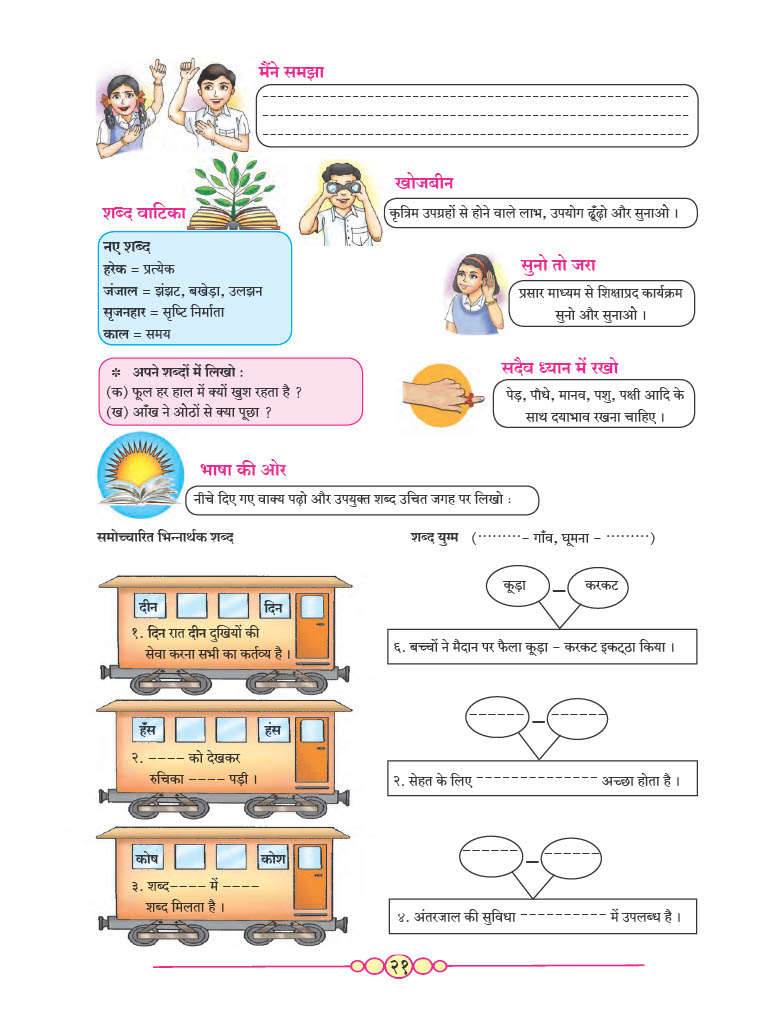 मैंने समझा
खोजबीन
कृत्रिम उपग्रहों से होने वाले लाभ, उपयोग ढूँढ़ो और सुनाओ ।
शब्द वाटिका
नए शब्द
हरेक = प्रत्येक
जंजाल = झंझट, बखेड़ा, उलझन
सृजनहार = सृष्टि निर्माता
काल = समय
सुनो तो जरा
प्रसार माध्यम से शिक्षाप्रद कार्यक्रम
सुनो और सुनाओ ।
* अपने शब्दों में लिखो :
(क) फूल हर हाल में क्यों खुश रहता है ?
(ख) आँख ने ओठों से क्या पूछा ?
सदैव ध्यान में रखो
पेड़, पौधे, मानव, पशु, पक्षी आदि के
साथ दयाभाव रखना चाहिए ।
भाषा की ओर
नीचे दिए गए वाक्य पढ़ो और उपयुक्त शब्द उचित जगह पर लिखो :
समोच्चारित भिन्नार्थक शब्द
शब्द युग्म (········· - गाँव, घूमना - ·········)
दीन दिन
१. दिन रात दीन दुखियों की
सेवा करना सभी का कर्तव्य है ।
कूड़ा – करकट
६. बच्चों ने मैदान पर फैला कूड़ा - करकट इकट्ठा किया ।
हँस हंस
२. ---- को देखकर
रुचिका ---- पड़ी ।
------ – ------
२. सेहत के लिए -------------- अच्छा होता है ।
कोष कोश
३. शब्द---- में ----
शब्द मिलता है ।
------ – ------
४. अंतरजाल की सुविधा ---------- में उपलब्ध है ।
२१